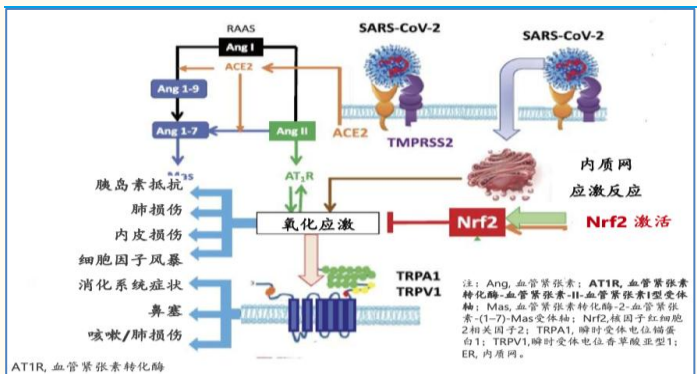 RAAS
Ang I
SARS-CoV-2
SARS-CoV-2
ACE2
Ang 1-9
Ang 1-7
Ang II
ACE2
TMPRSS2
AT₁R
内质网
应激反应
胰岛素抵抗
肺损伤
内皮损伤
细胞因子风暴
消化系统症状
鼻塞
咳嗽/肺损伤
氧化应激
Nrf2
Nrf2 激活
TRPA1
TRPV1
注：Ang, 血管紧张素；AT1R, 血管紧张素
转化酶-血管紧张素-II-血管紧张素I型受体
轴；Mas, 血管紧张素转化酶-2-血管紧张
素-(1–7)-Mas受体轴；Nrf2,核因子红细胞
2相关因子2；TRPA1, 瞬时受体电位锚蛋
白1；TRPV1,瞬时受体电位香草酸亚型1；
ER, 内质网。
AT1R, 血管紧张素转化酶